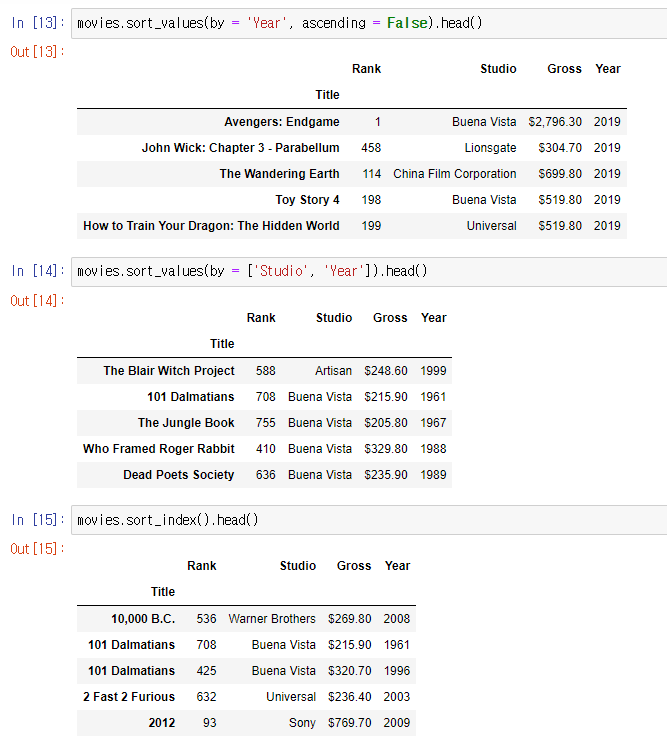 In [13]: movies.sort_values(by = 'Year', ascending = False).head()
Out[13]:
Rank Studio Gross Year
Title
Avengers: Endgame 1 Buena Vista $2,796.30 2019
John Wick: Chapter 3 - Parabellum 458 Lionsgate $304.70 2019
The Wandering Earth 114 China Film Corporation $699.80 2019
Toy Story 4 198 Buena Vista $519.80 2019
How to Train Your Dragon: The Hidden World 199 Universal $519.80 2019
In [14]: movies.sort_values(by = ['Studio', 'Year']).head()
Out[14]:
Rank Studio Gross Year
Title
The Blair Witch Project 588 Artisan $248.60 1999
101 Dalmatians 708 Buena Vista $215.90 1961
The Jungle Book 755 Buena Vista $205.80 1967
Who Framed Roger Rabbit 410 Buena Vista $329.80 1988
Dead Poets Society 636 Buena Vista $235.90 1989
In [15]: movies.sort_index().head()
Out[15]:
Rank Studio Gross Year
Title
10,000 B.C. 536 Warner Brothers $269.80 2008
101 Dalmatians 708 Buena Vista $215.90 1961
101 Dalmatians 425 Buena Vista $320.70 1996
2 Fast 2 Furious 632 Universal $236.40 2003
2012 93 Sony $769.70 2009